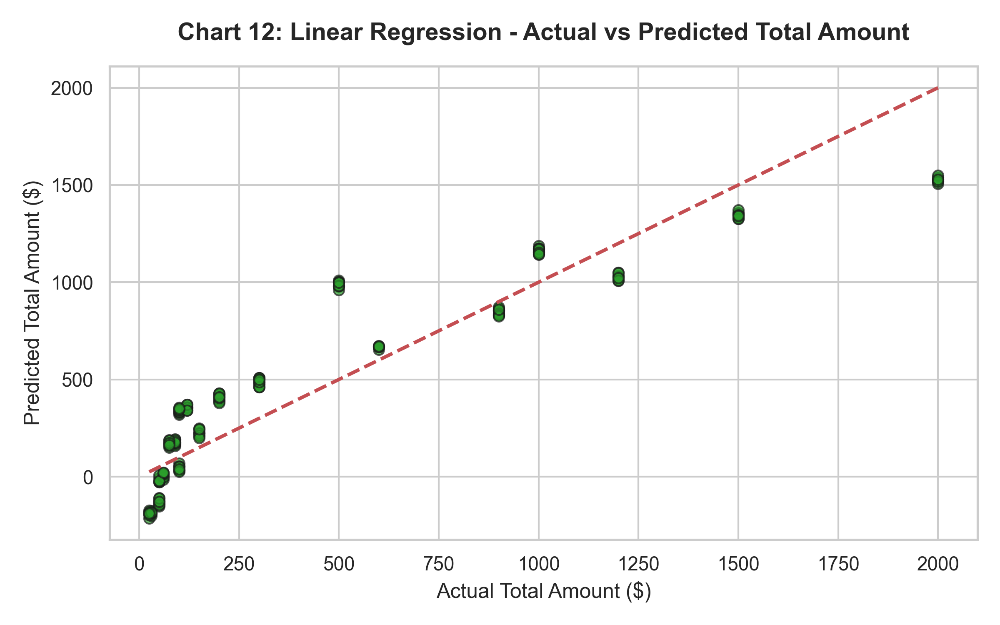 Chart 12: Linear Regression - Actual vs Predicted Total Amount
Predicted Total Amount ($)
2000
1500
1000
500
0
0 250 500 750 1000 1250 1500 1750 2000
Actual Total Amount ($)